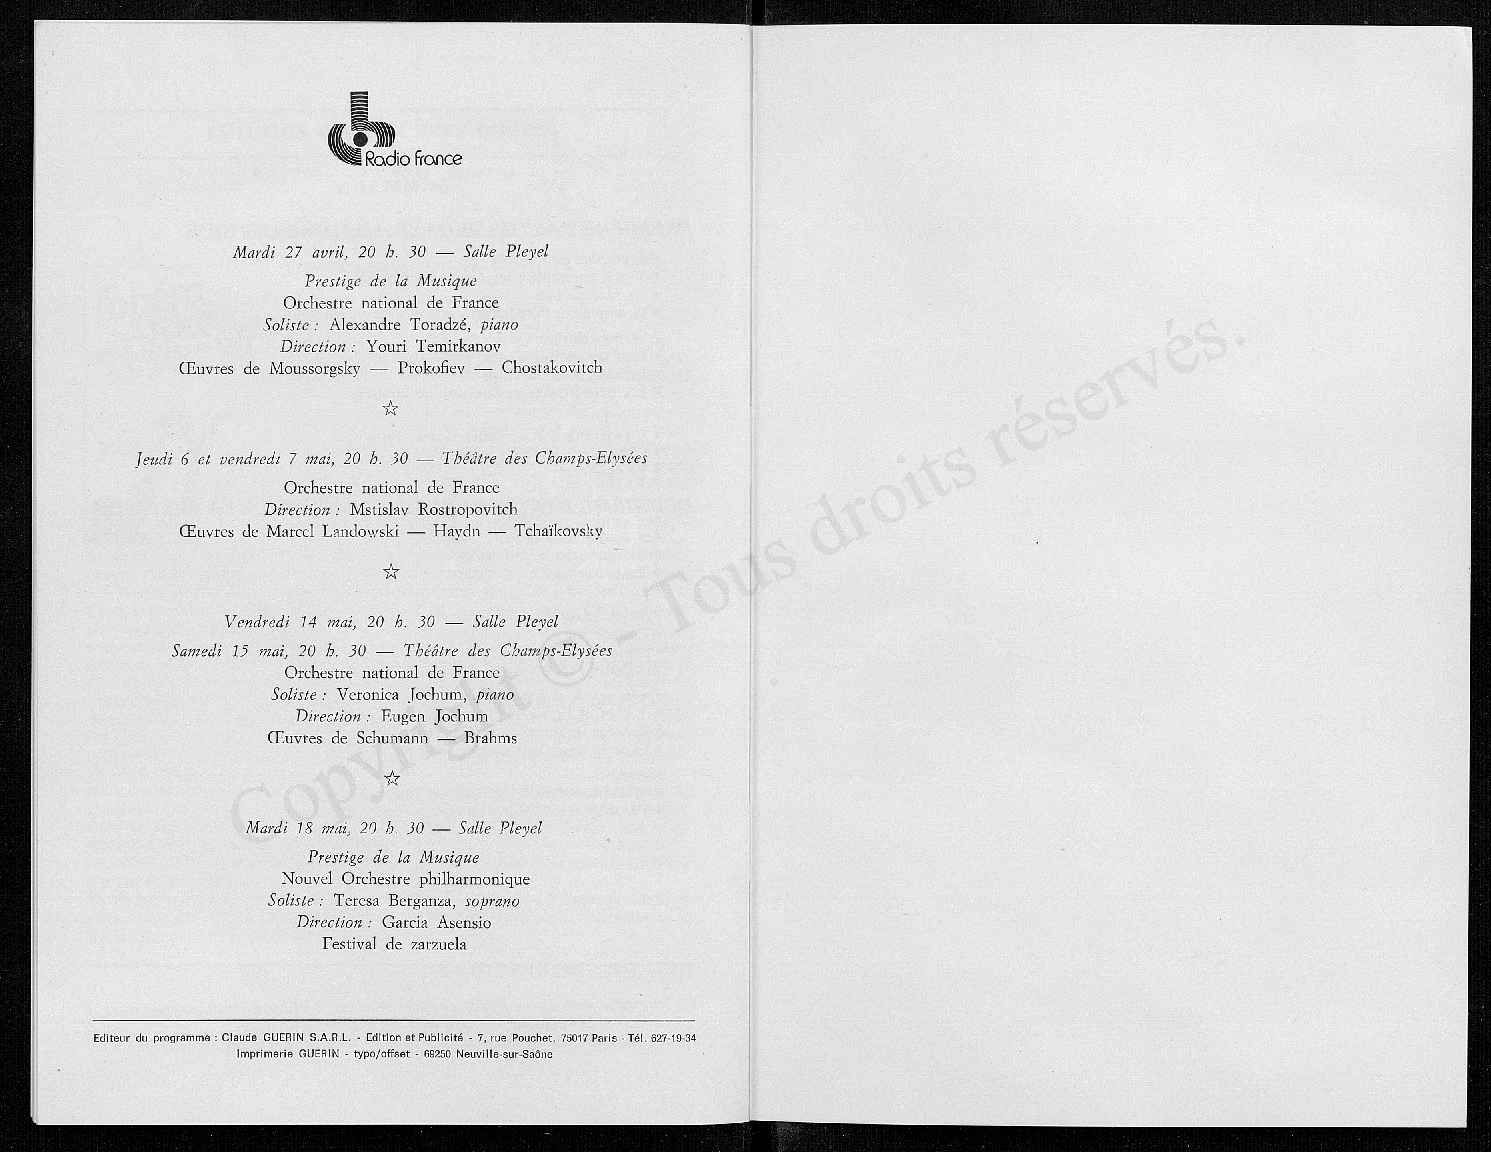 Radio france
Mardi 27 avril, 20 h. 30 — Salle Pleyel
Prestige de la Musique
Orchestre national de France
Soliste : Alexandre Toradzé, piano
Direction : Youri Temirkanov
Œuvres de Moussorgsky — Prokofiev — Chostakovitch
☆
Jeudi 6 et vendredi 7 mai, 20 h. 30 — Théâtre des Champs-Elysées
Orchestre national de France
Direction : Mstislav Rostropovitch
Œuvres de Marcel Landowski — Haydn — Tchaïkovsky
☆
Vendredi 14 mai, 20 h. 30 — Salle Pleyel
Samedi 15 mai, 20 h. 30 — Théâtre des Champs-Elysées
Orchestre national de France
Soliste : Veronica Jochum, piano
Direction : Eugen Jochum
Œuvres de Schumann — Brahms
☆
Mardi 18 mai, 20 h. 30 — Salle Pleyel
Prestige de la Musique
Nouvel Orchestre philharmonique
Soliste : Teresa Berganza, soprano
Direction : Garcia Asensio
Festival de zarzuela
Editeur du programme : Claude GUERIN S.A.R.L. - Edition et Publicité - 7, rue Pouchet, 75017 Paris - Tél. 627-19-34
Imprimerie GUERIN - typo/offset - 69250 Neuville-sur-Saône
Copyright © - Tous droits réservés.